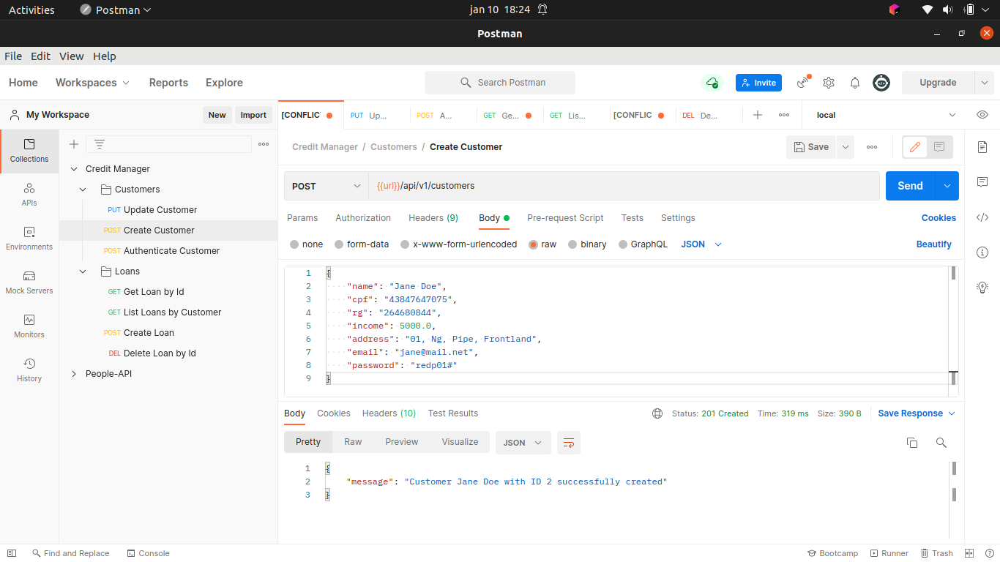 Activities Postman jan 10 18:24
Postman
File Edit View Help
Home Workspaces Reports Explore Search Postman Invite Upgrade
My Workspace New Import
[CONFLIC PUT Up... POST A... GET Ge... GET Lis... [CONFLIC DEL De... local
Collections
APIs
Environments
Mock Servers
Monitors
History
Credit Manager
Customers
PUT Update Customer
POST Create Customer
POST Authenticate Customer
Loans
GET Get Loan by Id
GET List Loans by Customer
POST Create Loan
DEL Delete Loan by Id
People-API
Credit Manager / Customers / Create Customer Save
POST {{url}}/api/v1/customers Send
Params Authorization Headers (9) Body Pre-request Script Tests Settings Cookies
none form-data x-www-form-urlencoded raw binary GraphQL JSON Beautify
1 {
2 "name": "Jane Doe",
3 "cpf": "43847647075",
4 "rg": "264680844",
5 "income": 5000.0,
6 "address": "01, Ng, Pipe, Frontland",
7 "email": "jane@mail.net",
8 "password": "redp01#"
9 }
Body Cookies Headers (10) Test Results Status: 201 Created Time: 319 ms Size: 390 B Save Response
Pretty Raw Preview Visualize JSON
1 {
2 "message": "Customer Jane Doe with ID 2 successfully created"
3 }
Find and Replace Console Bootcamp Runner Trash